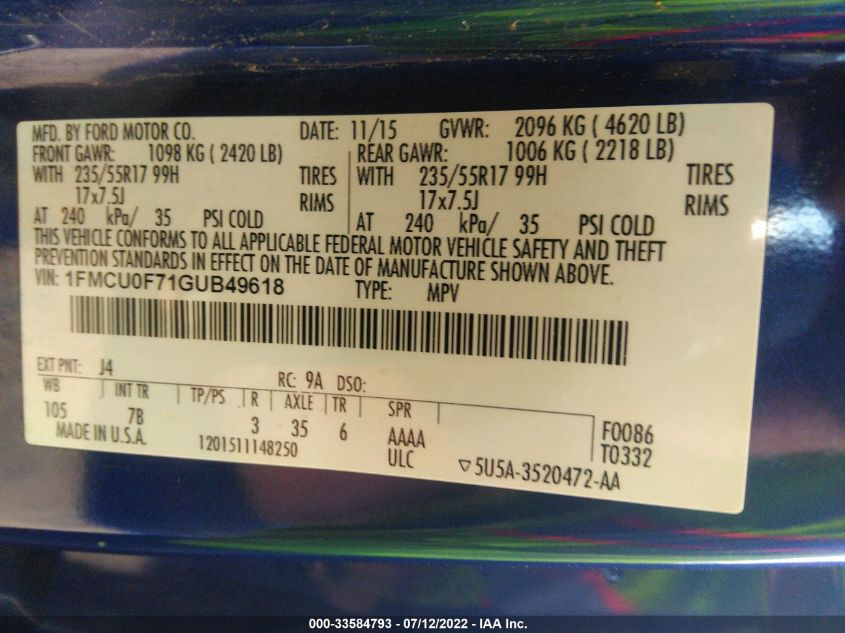 MFD. BY FORD MOTOR CO. DATE: 11/15 GVWR: 2096 KG ( 4620 LB)
FRONT GAWR: 1098 KG ( 2420 LB) REAR GAWR: 1006 KG ( 2218 LB)
WITH 235/55R17 99H TIRES WITH 235/55R17 99H TIRES
17x7.5J RIMS 17x7.5J RIMS
AT 240 kPa/ 35 PSI COLD AT 240 kPa/ 35 PSI COLD
THIS VEHICLE CONFORMS TO ALL APPLICABLE FEDERAL MOTOR VEHICLE SAFETY AND THEFT
PREVENTION STANDARDS IN EFFECT ON THE DATE OF MANUFACTURE SHOWN ABOVE.
VIN: 1FMCU0F71GUB49618 TYPE: MPV
EXT PNT: J4 RC: 9A DSO:
WB INT TR TP/PS R AXLE TR SPR
105 7B 3 35 6 AAAA F0086
MADE IN U.S.A. 1201511148250 ULC T0332
▽5U5A-3520472-AA
000-33584793 - 07/12/2022 - IAA Inc.